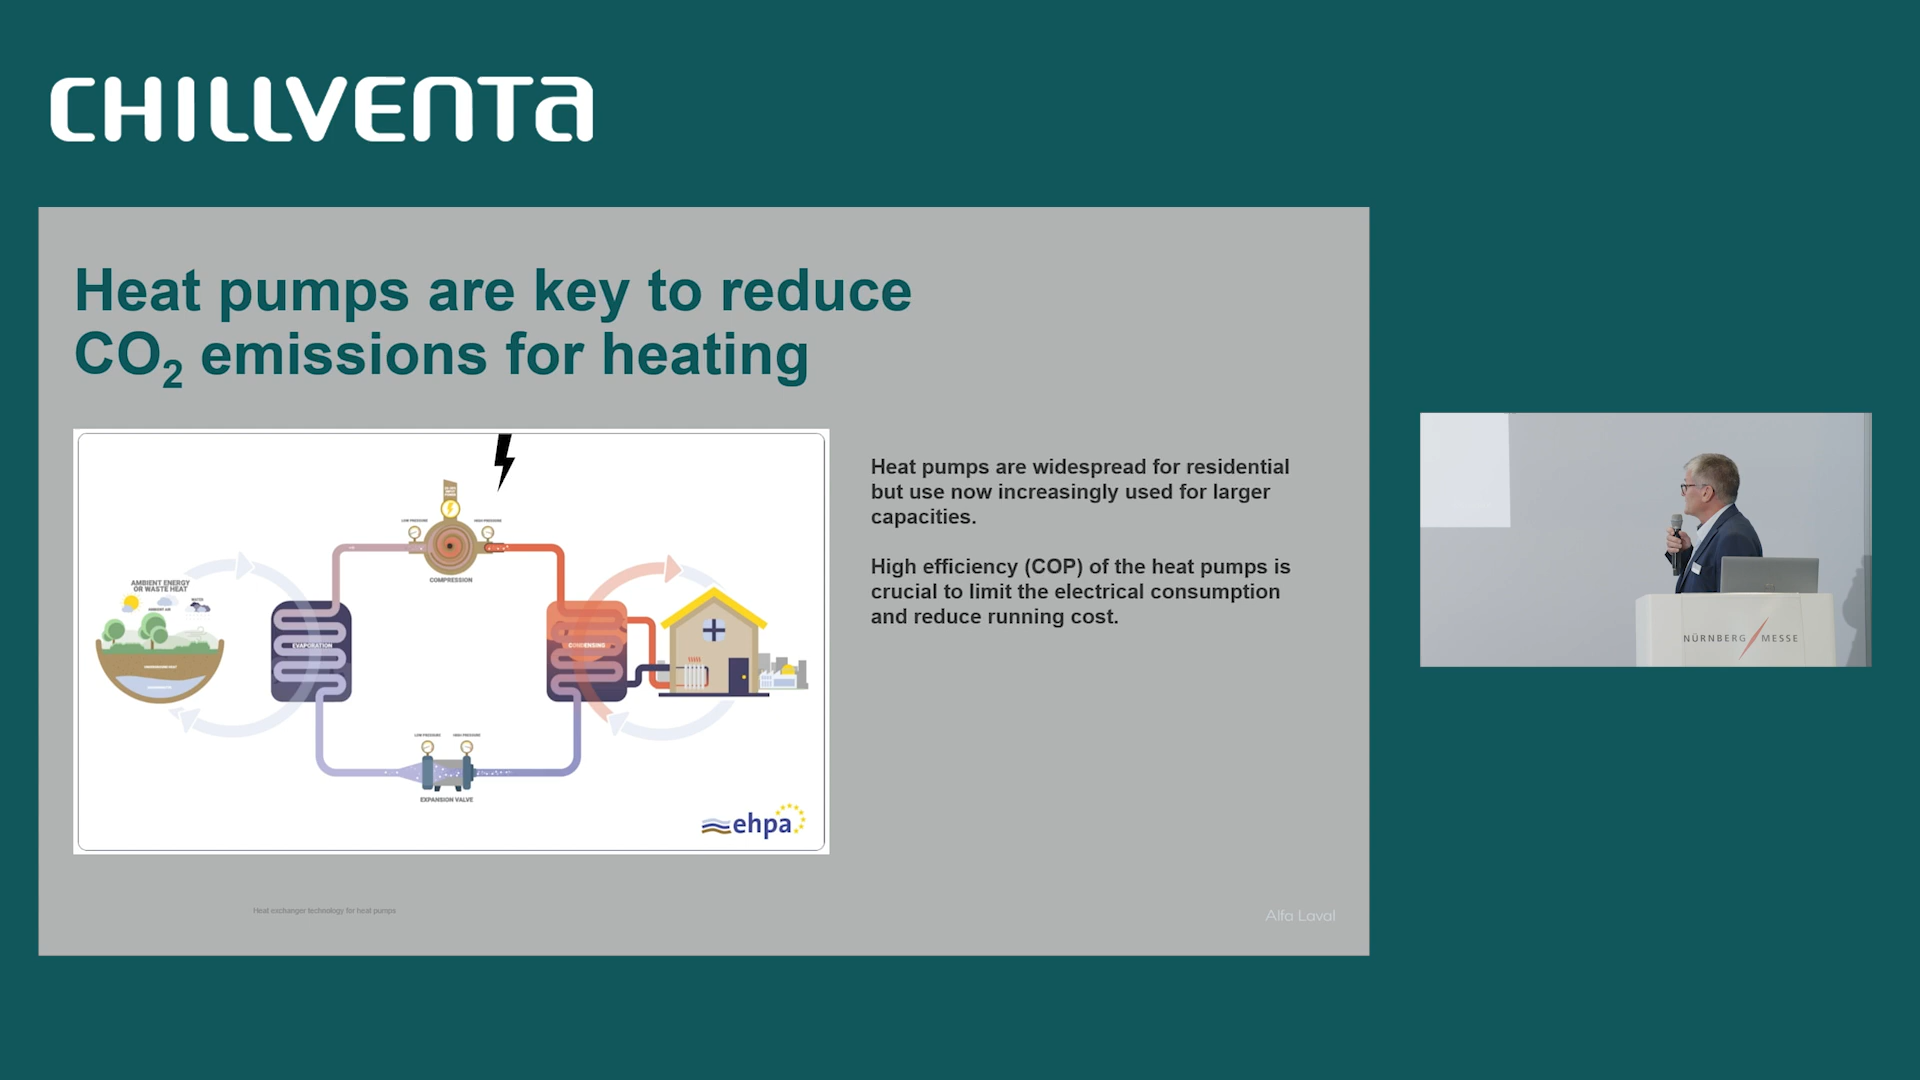 CHILLVENTA
Heat pumps are key to reduce
CO₂ emissions for heating
LOW PRESSURE
HIGH PRESSURE
COMPRESSION
AMBIENT ENERGY
OR WASTE HEAT
AMBIENT AIR
WATER
EVAPORATION
CONDENSING
LOW PRESSURE
HIGH PRESSURE
EXPANSION VALVE
ehpa
Heat pumps are widespread for residential
but use now increasingly used for larger
capacities.
High efficiency (COP) of the heat pumps is
crucial to limit the electrical consumption
and reduce running cost.
Heat exchanger technology for heat pumps
Alfa Laval
NÜRNBERG MESSE